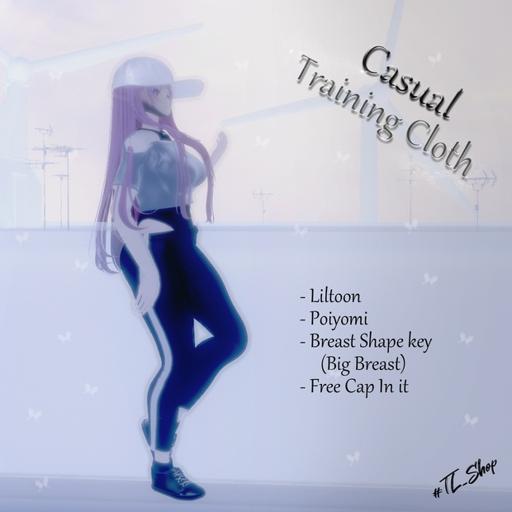 Casual
Training Cloth
- Liltoon
- Poiyomi
- Breast Shape key
(Big Breast)
- Free Cap In it
#TL_Shop